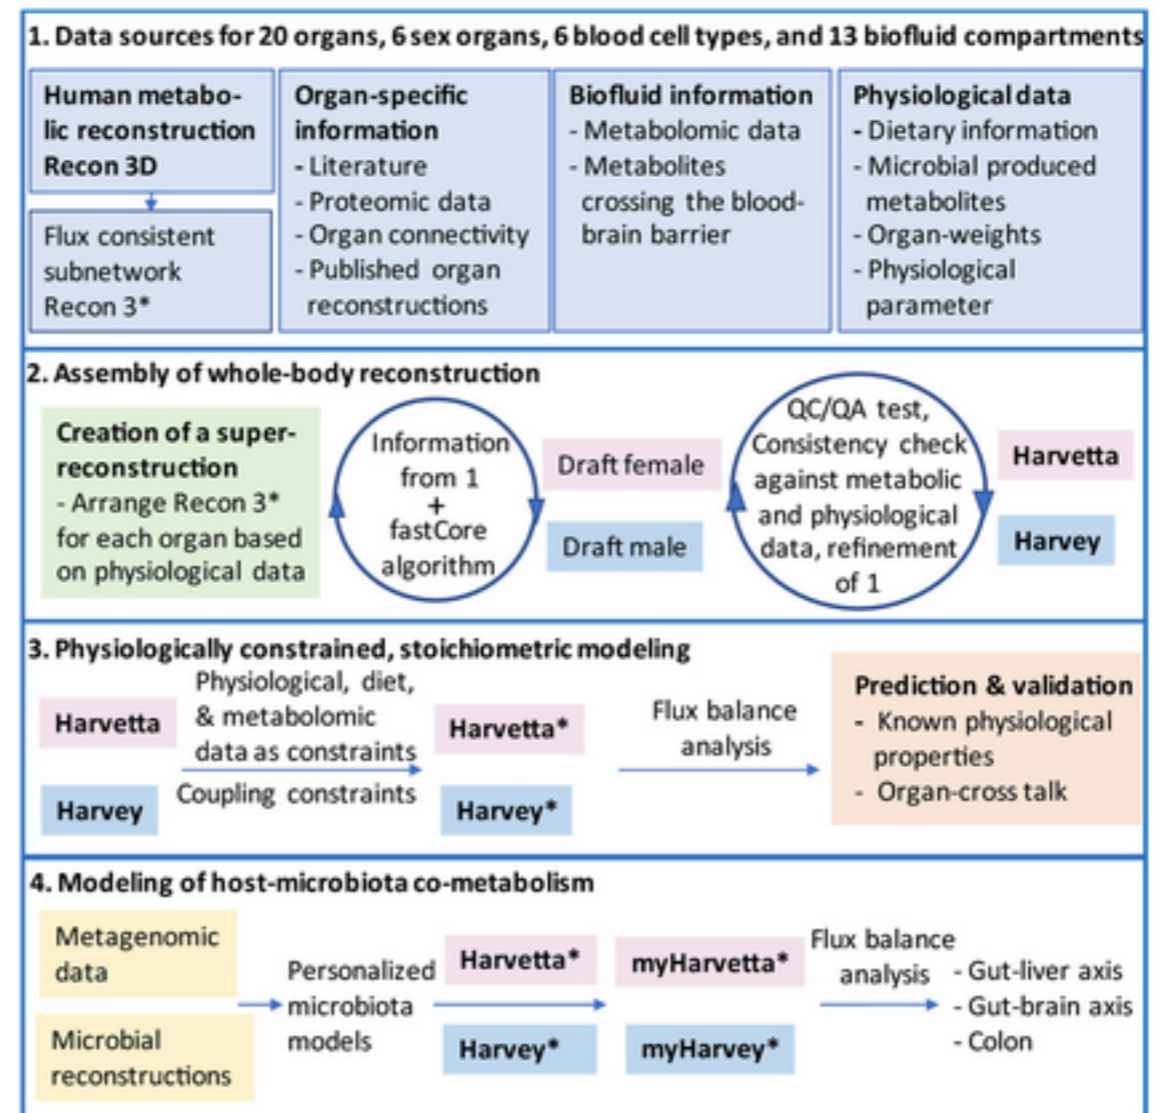 1. Data sources for 20 organs, 6 sex organs, 6 blood cell types, and 13 biofluid compartments
Human metabo-
lic reconstruction
Recon 3D
Flux consistent
subnetwork
Recon 3*
Organ-specific
information
- Literature
- Proteomic data
- Organ connectivity
- Published organ
reconstructions
Biofluid information
- Metabolomic data
- Metabolites
crossing the blood-
brain barrier
Physiological data
- Dietary information
- Microbial produced
metabolites
- Organ-weights
- Physiological
parameter
2. Assembly of whole-body reconstruction
Creation of a super-
reconstruction
- Arrange Recon 3*
for each organ based
on physiological data
Information
from 1
+
fastCore
algorithm
Draft female
Draft male
QC/QA test,
Consistency check
against metabolic
and physiological
data, refinement
of 1
Harvetta
Harvey
3. Physiologically constrained, stoichiometric modeling
Harvetta
Harvey
Physiological, diet,
& metabolomic
data as constraints
Coupling constraints
Harvetta*
Harvey*
Flux balance
analysis
Prediction & validation
- Known physiological
properties
- Organ-cross talk
4. Modeling of host-microbiota co-metabolism
Metagenomic
data
Microbial
reconstructions
Personalized
microbiota
models
Harvetta*
Harvey*
myHarvetta*
myHarvey*
Flux balance
analysis
- Gut-liver axis
- Gut-brain axis
- Colon